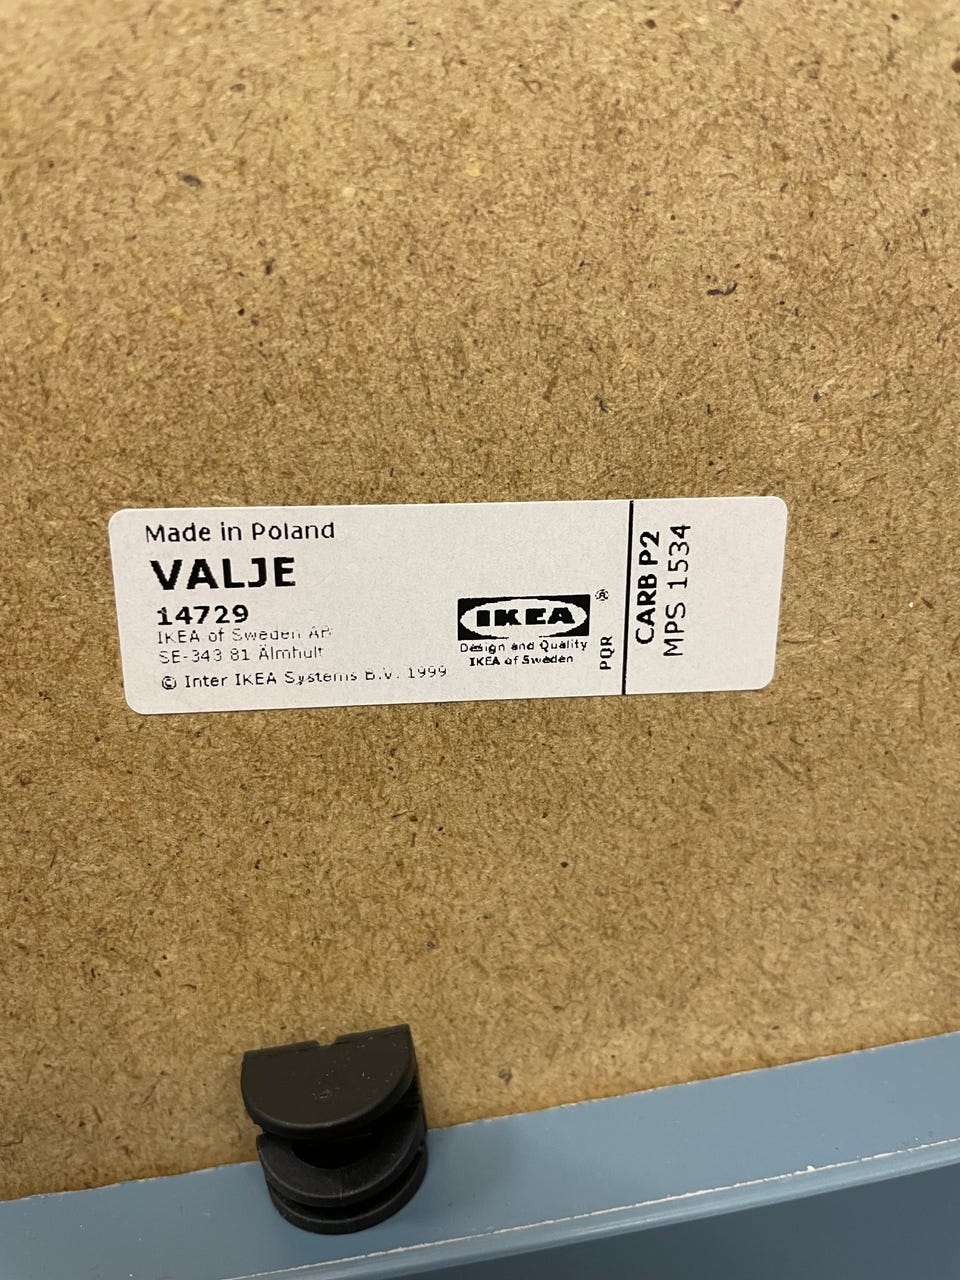 Made in Poland
VALJE
14729
IKEA of Sweden AB
SE-343 81 Älmhult
© Inter IKEA Systems B.V. 1999
IKEA®
Design and Quality
IKEA of Sweden
PQR
CARB P2
MPS 1534